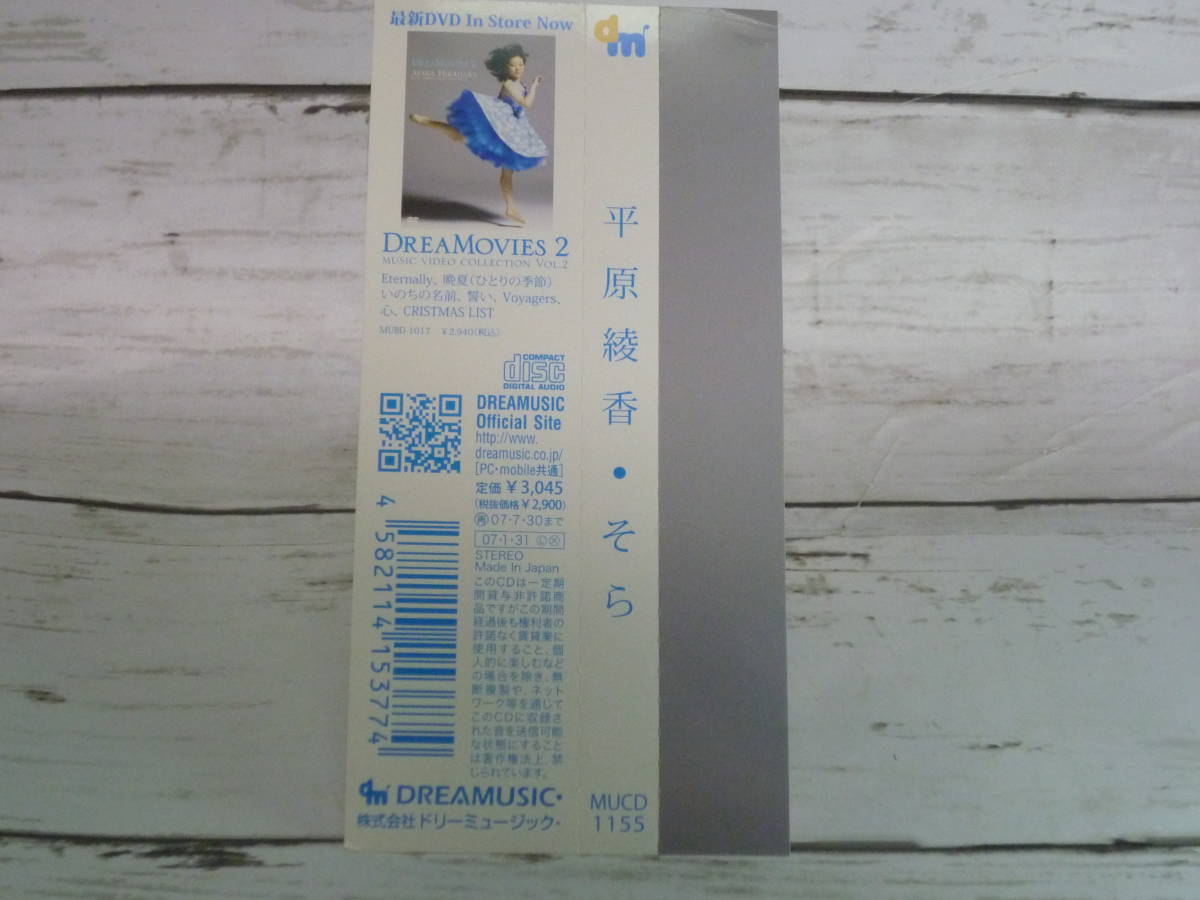 最新DVD In Store Now
DREAMOVIES 2
AYAKA HIRAHARA
DREAMOVIES 2
MUSIC VIDEO COLLECTION VOL.2
Eternally、晩夏(ひとりの季節)
いのちの名前、誓い、Voyagers、
心、CRISTMAS LIST
MUBD-1017 ¥2,940(税込)
COMPACT
disc
DIGITAL AUDIO
DREAMUSIC
Official Site
http://www.
dreamusic.co.jp/
[PC・mobile共通]
定価 ¥3,045
(税抜価格¥2,900)
再07・7・30まで
07・1・31 ⓁⓍ
STEREO
Made In Japan
このCDは一定期
間貸与非許諾商
品ですがこの期間
経過後も権利者の
許諾なく賃貸業に
使用すること、個
人的に楽しむなど
の場合を除き、無
断複製や、ネット
ワーク等を通じて
このCDに収録さ
れた音を送信可能
な状態にすること
は著作権法上、禁
じられています。
4 582114 153774
dm DREAMUSIC・
株式会社ドリーミュージック・
dm
平原綾香・そら
MUCD
1155